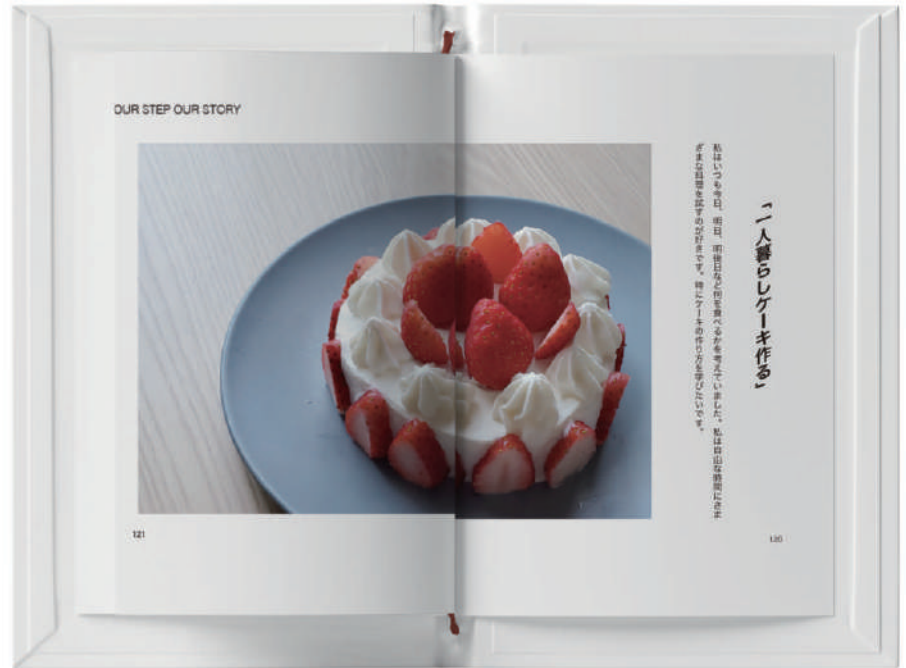 OUR STEP OUR STORY
「一人暮らしケーキ作る」
私はいつも今日、明日、明後日など何を食べるかを考えていました。私は自由な時間にさま
ざまな料理を試すのが好きです。特にケーキの作り方を学びたいです。
121
120